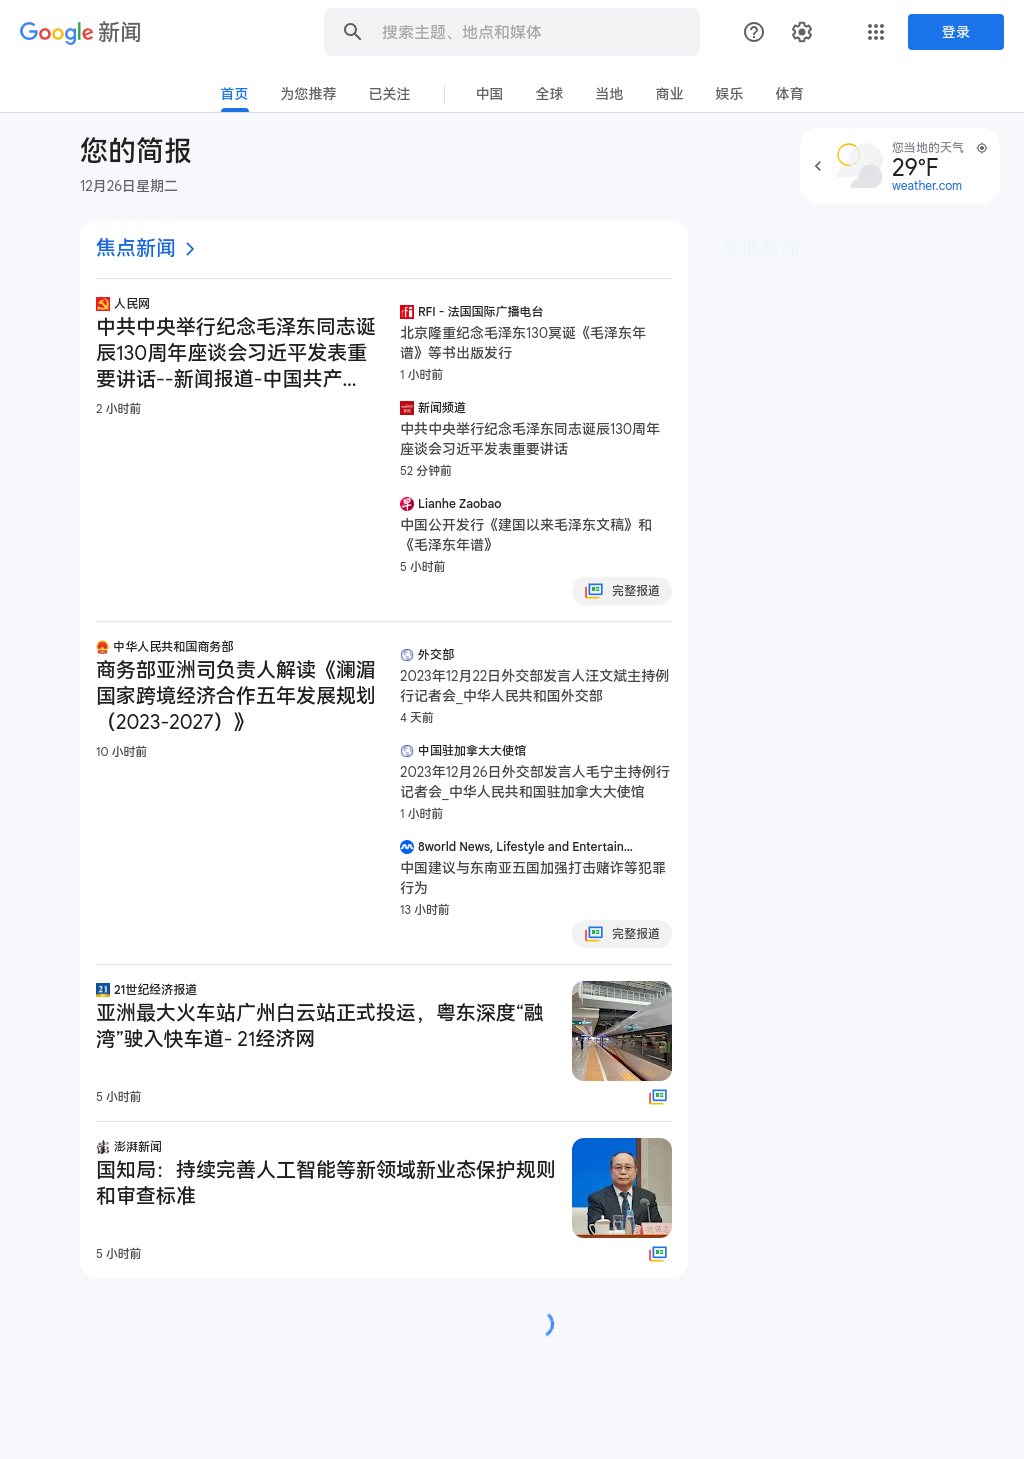 Google 新闻
搜索主题、地点和媒体
登录
首页
为您推荐
已关注
中国
全球
当地
商业
娱乐
体育
您的简报
12月26日星期二
您当地的天气
29°F
weather.com
焦点新闻
本地新闻
人民网
中共中央举行纪念毛泽东同志诞
辰130周年座谈会习近平发表重
要讲话--新闻报道-中国共产...
2 小时前
RFI - 法国国际广播电台
北京隆重纪念毛泽东130冥诞《毛泽东年
谱》等书出版发行
1 小时前
新闻频道
中共中央举行纪念毛泽东同志诞辰130周年
座谈会习近平发表重要讲话
52 分钟前
Lianhe Zaobao
中国公开发行《建国以来毛泽东文稿》和
《毛泽东年谱》
5 小时前
完整报道
中华人民共和国商务部
商务部亚洲司负责人解读《澜湄
国家跨境经济合作五年发展规划
（2023-2027）》
10 小时前
外交部
2023年12月22日外交部发言人汪文斌主持例
行记者会_中华人民共和国外交部
4 天前
中国驻加拿大大使馆
2023年12月26日外交部发言人毛宁主持例行
记者会_中华人民共和国驻加拿大大使馆
1 小时前
8world News, Lifestyle and Entertain...
中国建议与东南亚五国加强打击赌诈等犯罪
行为
13 小时前
完整报道
21世纪经济报道
亚洲最大火车站广州白云站正式投运，粤东深度“融
湾”驶入快车道- 21经济网
5 小时前
澎湃新闻
国知局：持续完善人工智能等新领域新业态保护规则
和审查标准
5 小时前